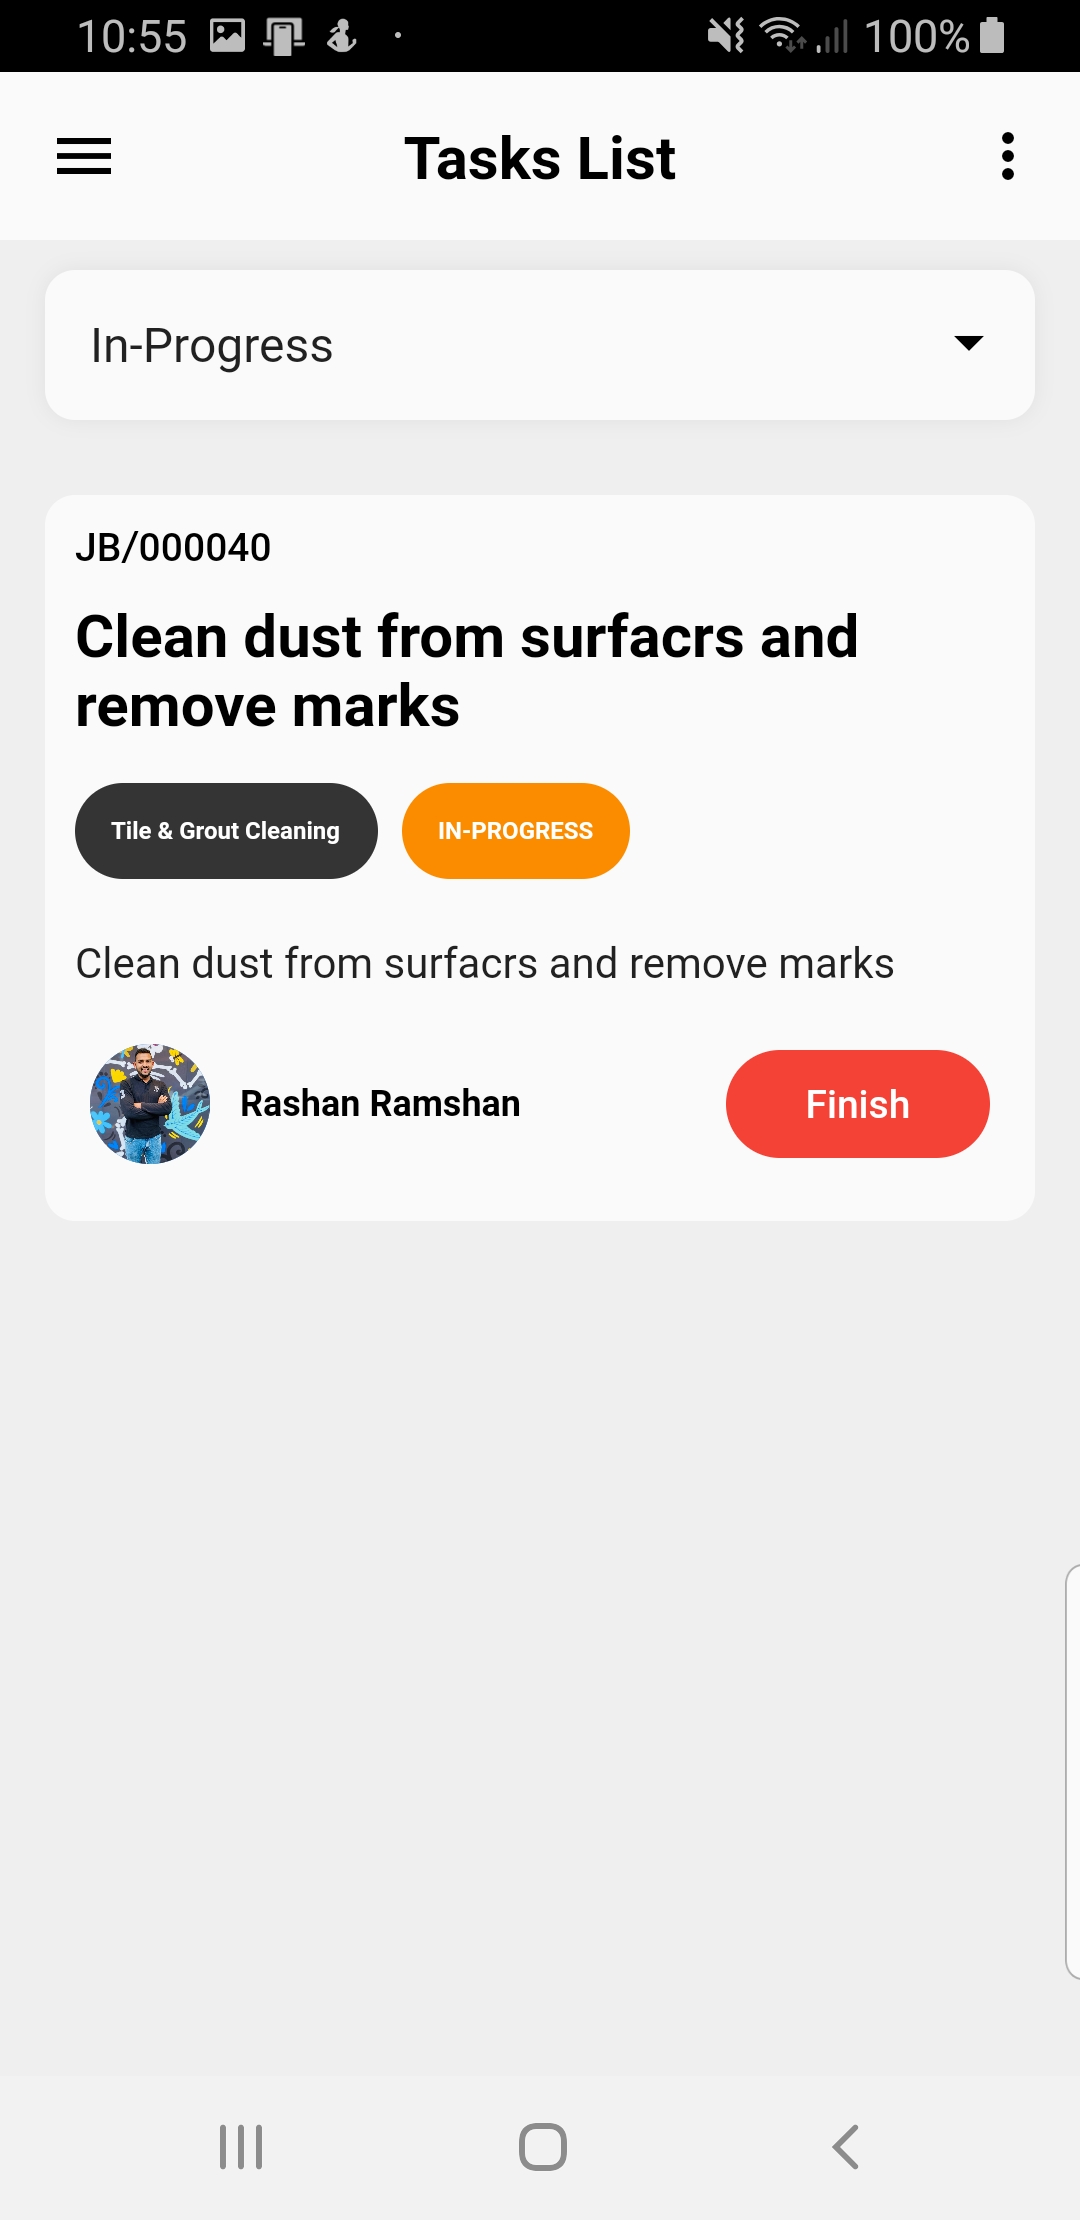 10:55
100%
Tasks List
In-Progress
JB/000040
Clean dust from surfacrs and
remove marks
Tile & Grout Cleaning
IN-PROGRESS
Clean dust from surfacrs and remove marks
Rashan Ramshan
Finish